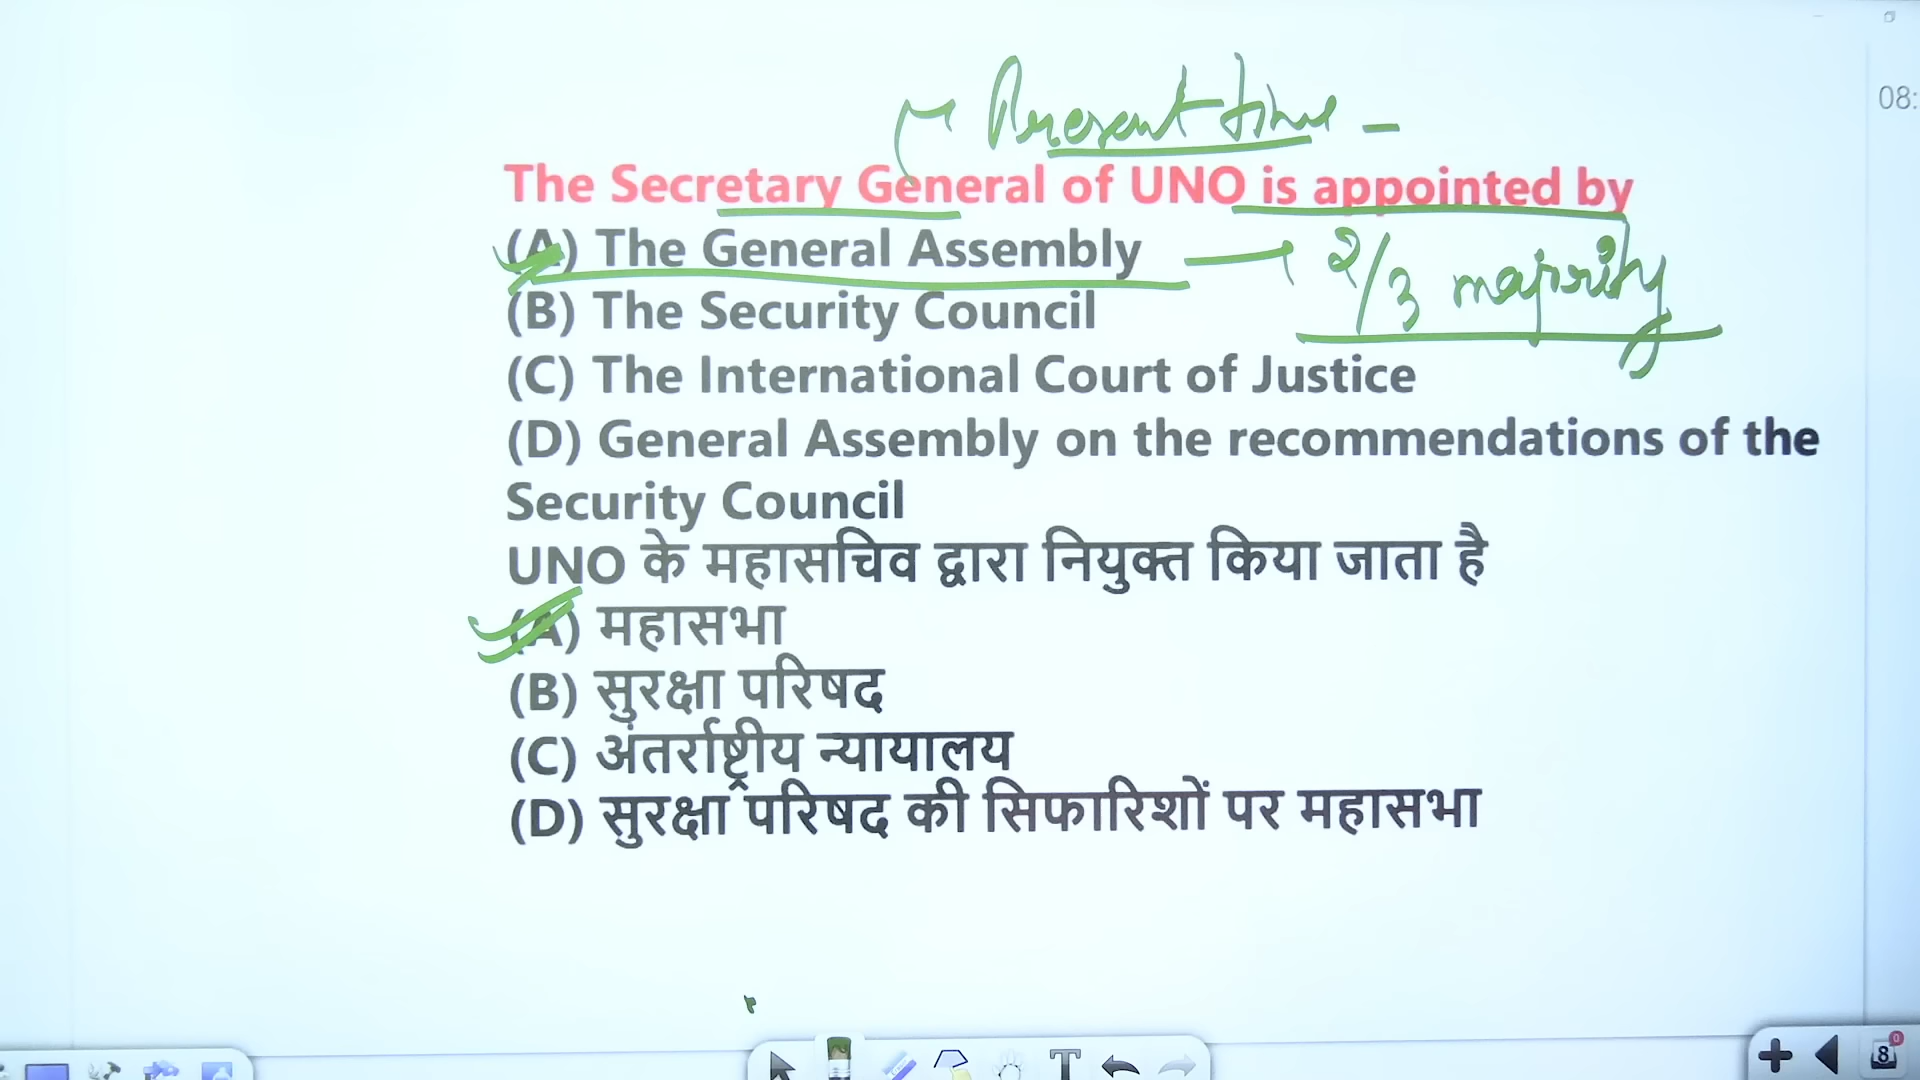 Present time -
08:
The Secretary General of UNO is appointed by
(A) The General Assembly → 2/3 majority
(B) The Security Council
(C) The International Court of Justice
(D) General Assembly on the recommendations of the
Security Council
UNO के महासचिव द्वारा नियुक्त किया जाता है
(A) महासभा
(B) सुरक्षा परिषद
(C) अंतर्राष्ट्रीय न्यायालय
(D) सुरक्षा परिषद की सिफारिशों पर महासभा
T
8
0